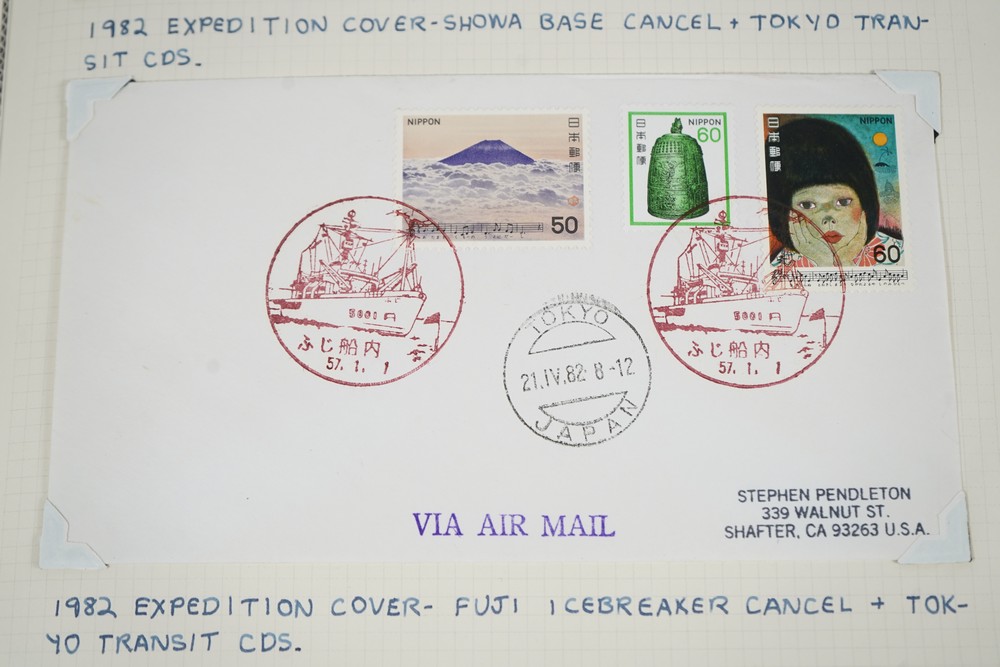 1982 EXPEDITION COVER-SHOWA BASE CANCEL + TOKYO TRAN-
SIT CDS.
NIPPON
日本郵便
50
日本郵便
NIPPON
60
日本郵便
NIPPON
60
5001
ふじ船内
57.1.1
5001
ふじ船内
57.1.1
TOKYO
21.IV.82 8-12
JAPAN
VIA AIR MAIL
STEPHEN PENDLETON
339 WALNUT ST.
SHAFTER, CA 93263 U.S.A.
1982 EXPEDITION COVER- FUJI ICEBREAKER CANCEL + TOK-
YO TRANSIT CDS.